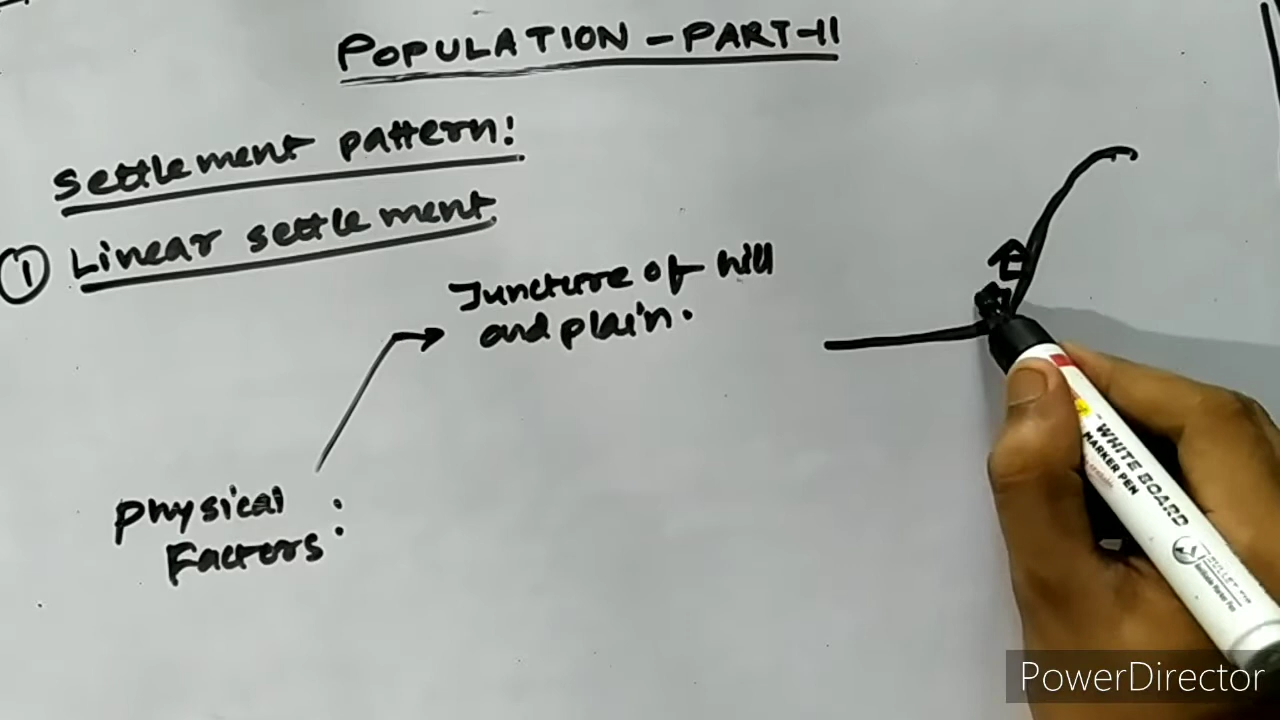 POPULATION - PART-II
Settlement pattern:
① Linear settlement
Juncture of hill
and plain.
Physical
Factors :
WHITE BOARD
MARKER PEN
PowerDirector